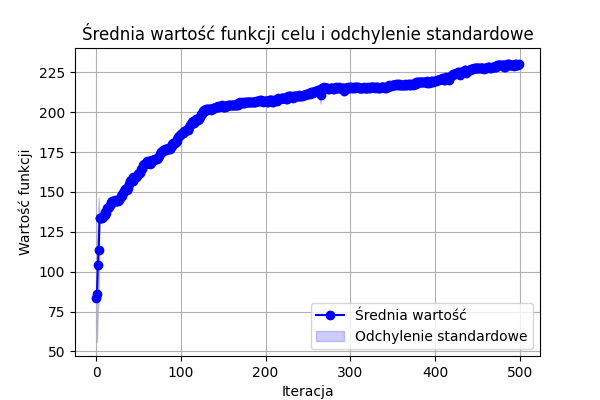 Średnia wartość funkcji celu i odchylenie standardowe
Wartość funkcji
225
200
175
150
125
100
75
50
0 100 200 300 400 500
Iteracja
Średnia wartość
Odchylenie standardowe